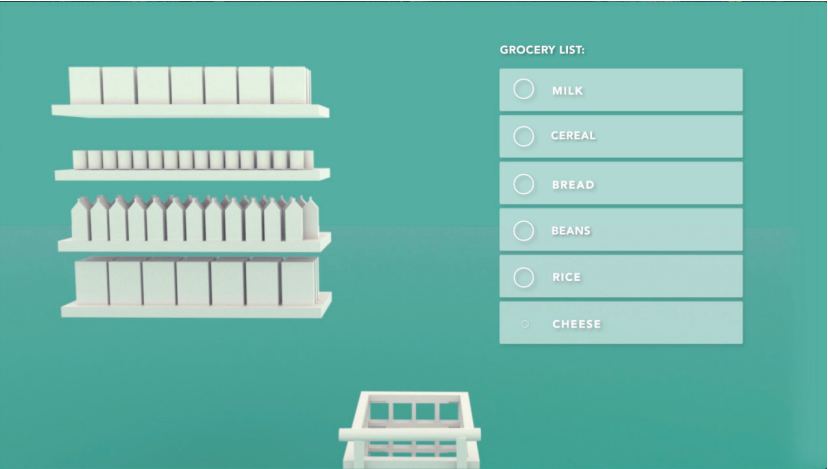 GROCERY LIST:
MILK
CEREAL
BREAD
BEANS
RICE
CHEESE